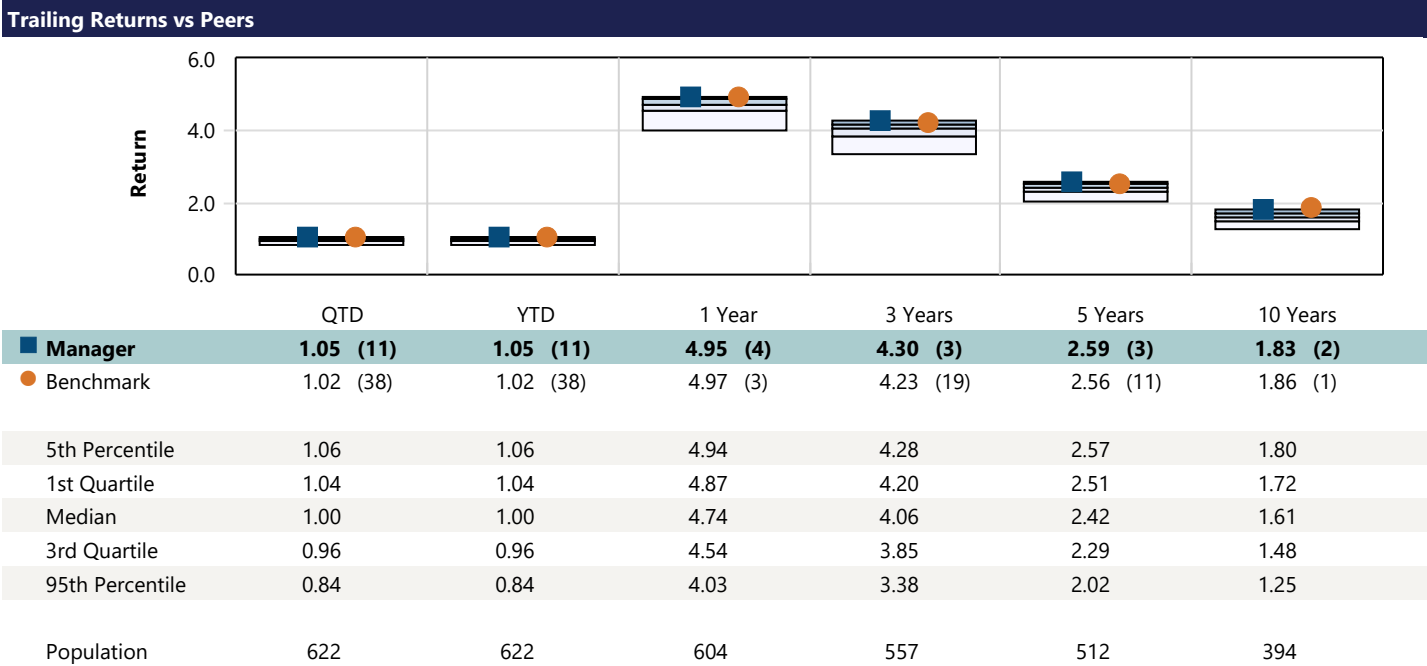 Trailing Returns vs Peers
6.0
4.0
2.0
0.0
Return
QTD YTD 1 Year 3 Years 5 Years 10 Years
Manager 1.05 (11) 1.05 (11) 4.95 (4) 4.30 (3) 2.59 (3) 1.83 (2)
Benchmark 1.02 (38) 1.02 (38) 4.97 (3) 4.23 (19) 2.56 (11) 1.86 (1)
5th Percentile 1.06 1.06 4.94 4.28 2.57 1.80
1st Quartile 1.04 1.04 4.87 4.20 2.51 1.72
Median 1.00 1.00 4.74 4.06 2.42 1.61
3rd Quartile 0.96 0.96 4.54 3.85 2.29 1.48
95th Percentile 0.84 0.84 4.03 3.38 2.02 1.25
Population 622 622 604 557 512 394